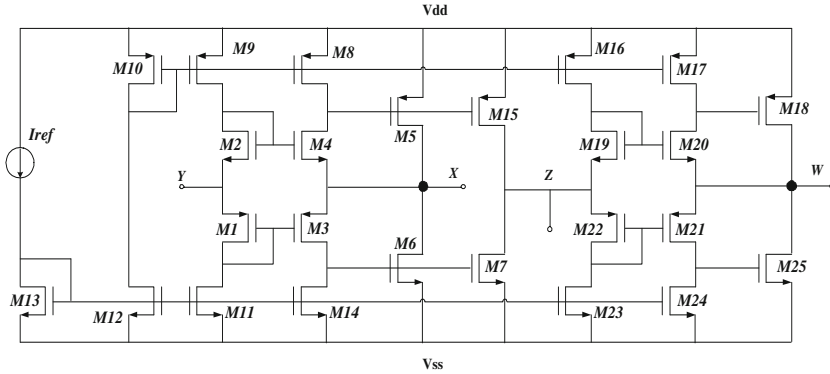 Vdd
M10 M9 M8 M16 M17
M5 M15 M18
Iref M2 M4 M19 M20
Y X Z W
M1 M3 M22 M21
M6 M7 M25
M13 M12 M11 M14 M23 M24
Vss